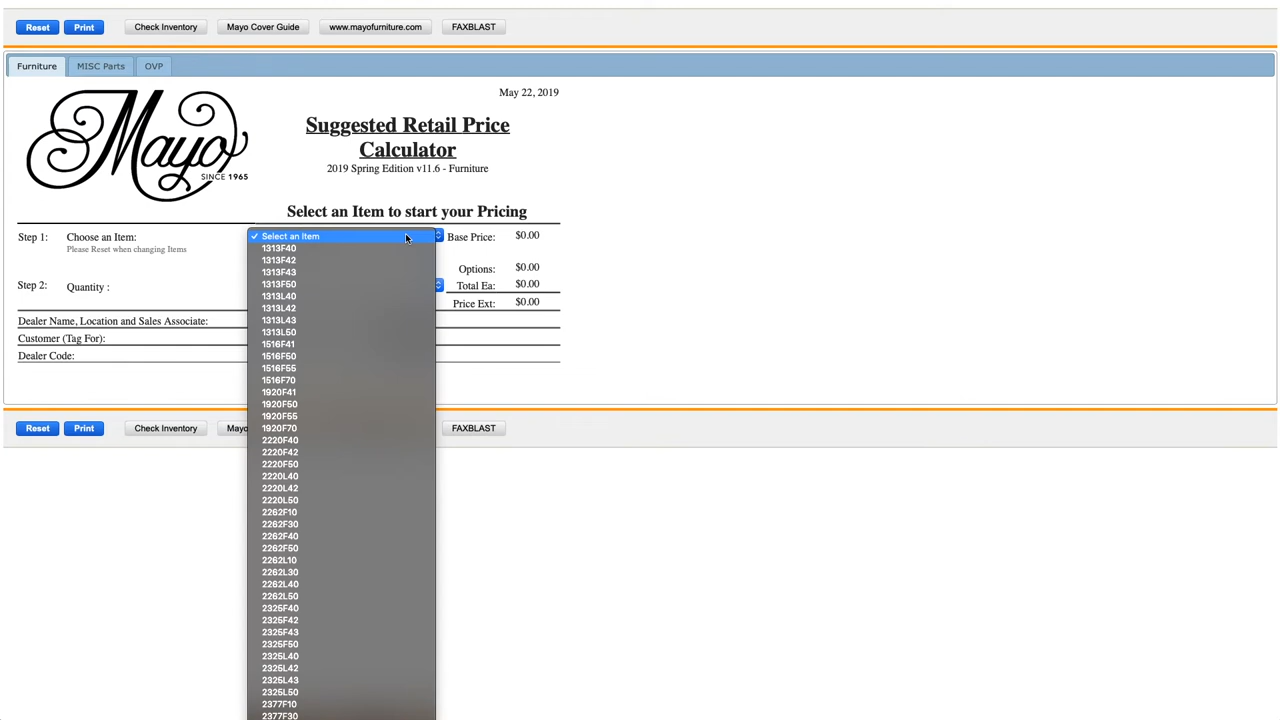 Reset Print Check Inventory Mayo Cover Guide www.mayofurniture.com FAXBLAST
Furniture MISC Parts OVP
May 22, 2019
Mayo
SINCE 1965
Suggested Retail Price
Calculator
2019 Spring Edition v11.6 - Furniture
Select an Item to start your Pricing
Step 1: Choose an Item:
Please Reset when changing Items
✓ Select an Item
1313F40
1313F42
1313F43
1313F50
1313L40
1313L42
1313L43
1313L50
1516F41
1516F50
1516F55
1516F70
1920F41
1920F50
1920F55
1920F70
2220F40
2220F42
2220F50
2220L40
2220L42
2220L50
2262F10
2262F30
2262F40
2262F50
2262L10
2262L30
2262L40
2262L50
2325F40
2325F42
2325F43
2325F50
2325L40
2325L42
2325L43
2325L50
2377F10
2377F30
Base Price: $0.00
Options: $0.00
Step 2: Quantity :
Total Ea: $0.00
Price Ext: $0.00
Dealer Name, Location and Sales Associate:
Customer (Tag For):
Dealer Code:
Reset Print Check Inventory Mayo FAXBLAST